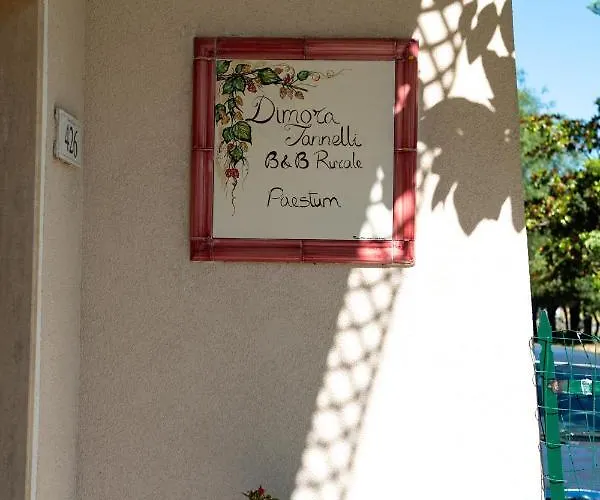 426
Dimora
Iannelli
B&B Rurale
Paestum